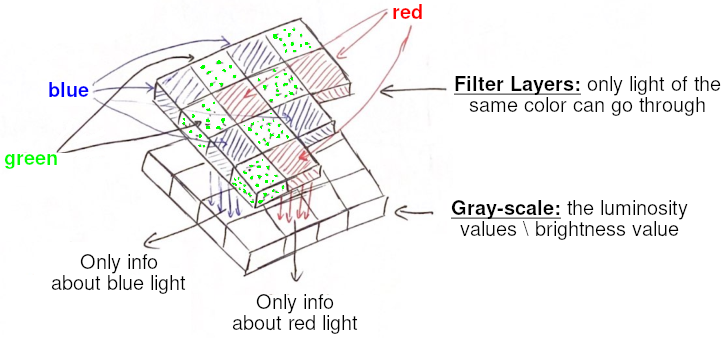 red
blue
green
Filter Layers: only light of the
same color can go through
Gray-scale: the luminosity
values \ brightness value
Only info
about blue light
Only info
about red light